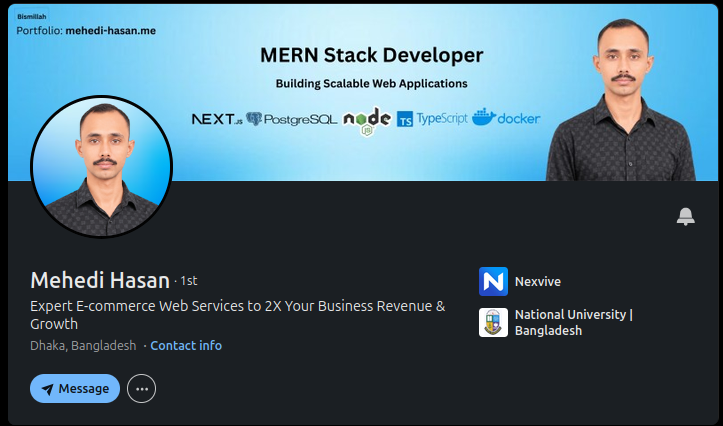 Bismillah
Portfolio: mehedi-hasan.me
MERN Stack Developer
Building Scalable Web Applications
NEXT.JS PostgreSQL node JS TS TypeScript docker
Mehedi Hasan · 1st
Expert E-commerce Web Services to 2X Your Business Revenue &
Growth
Dhaka, Bangladesh · Contact info
Message
N Nexvive
National University |
Bangladesh